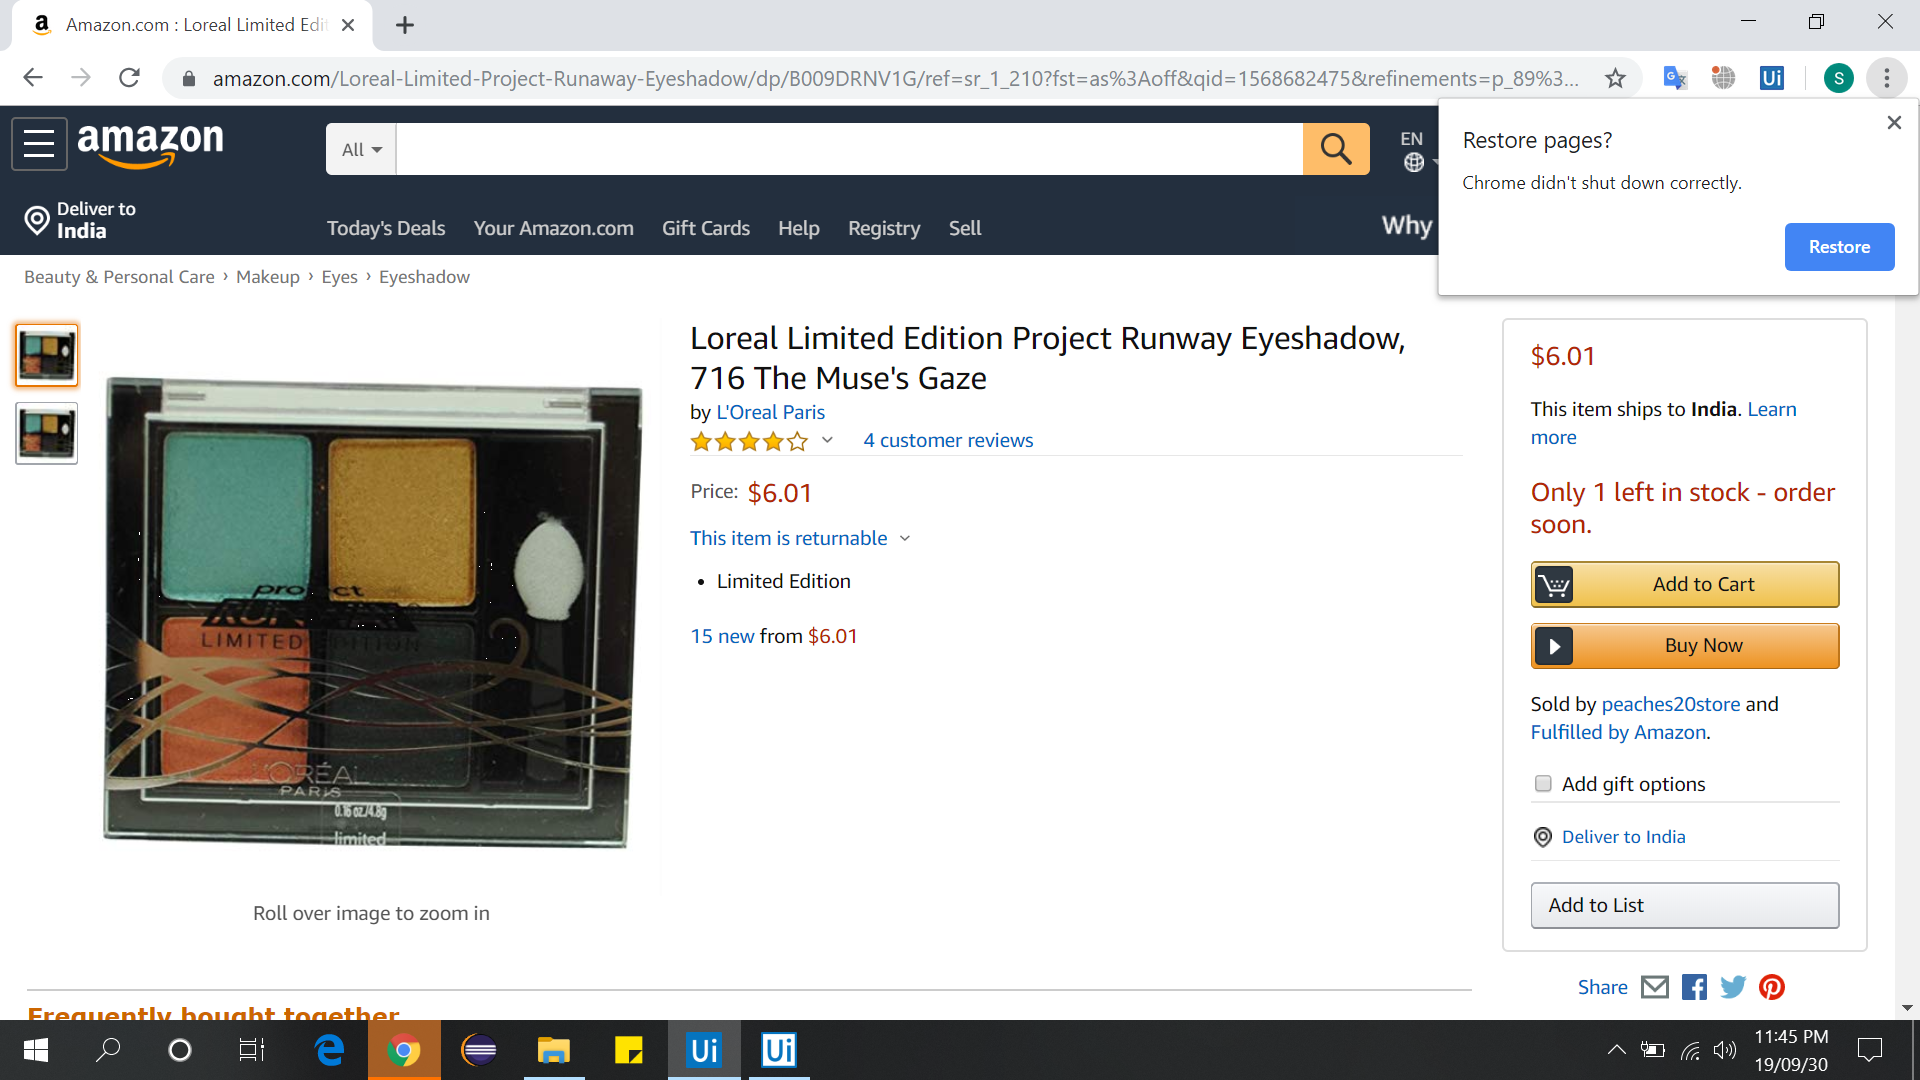 Amazon.com : Loreal Limited Edi
amazon.com/Loreal-Limited-Project-Runaway-Eyeshadow/dp/B009DRNV1G/ref=sr_1_210?fst=as%3Aoff&qid=1568682475&refinements=p_89%3...
S
Restore pages?
Chrome didn't shut down correctly.
Restore
amazon
All
EN
Deliver to
India
Today's Deals Your Amazon.com Gift Cards Help Registry Sell
Why
Beauty & Personal Care › Makeup › Eyes › Eyeshadow
Loreal Limited Edition Project Runway Eyeshadow,
716 The Muse's Gaze
by L'Oreal Paris
4 customer reviews
Price: $6.01
This item is returnable
• Limited Edition
15 new from $6.01
project
RUNWAY
LIMITED EDITION
L'ORÉAL
PARIS
0.16 oz./4.8g
limited
Roll over image to zoom in
$6.01
This item ships to India. Learn
more
Only 1 left in stock - order
soon.
Add to Cart
Buy Now
Sold by peaches20store and
Fulfilled by Amazon.
Add gift options
Deliver to India
Add to List
Share
Frequently bought together
Ui
Ui
Ui
11:45 PM
19/09/30